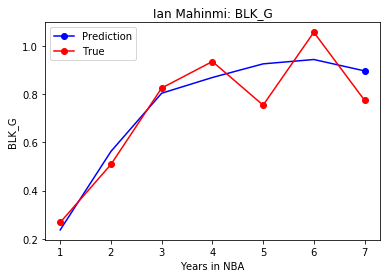 Ian Mahinmi: BLK_G
Prediction
True
BLK_G
1.0
0.8
0.6
0.4
0.2
1 2 3 4 5 6 7
Years in NBA